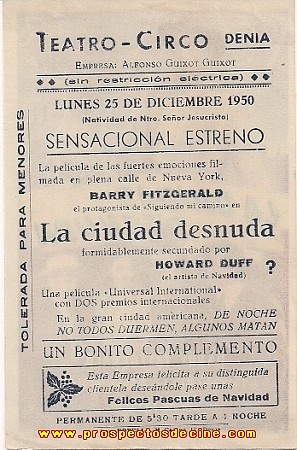 TEATRO-CIRCO DENIA
EMPRESA: ALFONSO GUIXOT GUIXOT
(sin restricción eléctrica)
LUNES 25 DE DICIEMBRE 1950
(Natividad de Ntro. Señor Jesucristo)
SENSACIONAL ESTRENO
La película de las fuertes emociones fil-
mada en plena calle de Nueva York,
BARRY FITZGERALD
el protagonista de «Siguiendo mi camino» en
La ciudad desnuda
formidablemente secundado por
HOWARD DUFF ?
(el artista de Navidad)
Una película «Universal International»
con DOS premios internacionales
En la gran ciudad americana, DE NOCHE
NO TODOS DUERMEN, ALGUNOS MATAN
UN BONITO COMPLEMENTO
Esta Empresa felicita a su distinguida
clientela deseándole pase unas
Felices Pascuas de Navidad
PERMANENTE DE 5'30 TARDE A 1 NOCHE
TOLERADA PARA MENORES
www.prospectosdecine.com